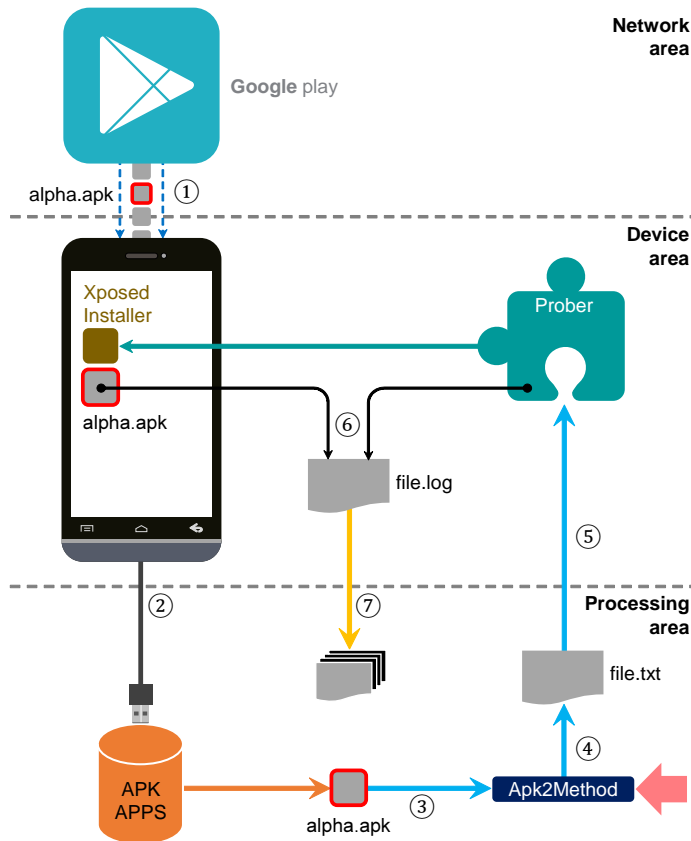 Network
area
Google play
alpha.apk
①
Device
area
Xposed
Installer
Prober
alpha.apk
⑥
file.log
⑤
②
⑦
Processing
area
file.txt
④
APK
APPS
Apk2Method
③
alpha.apk